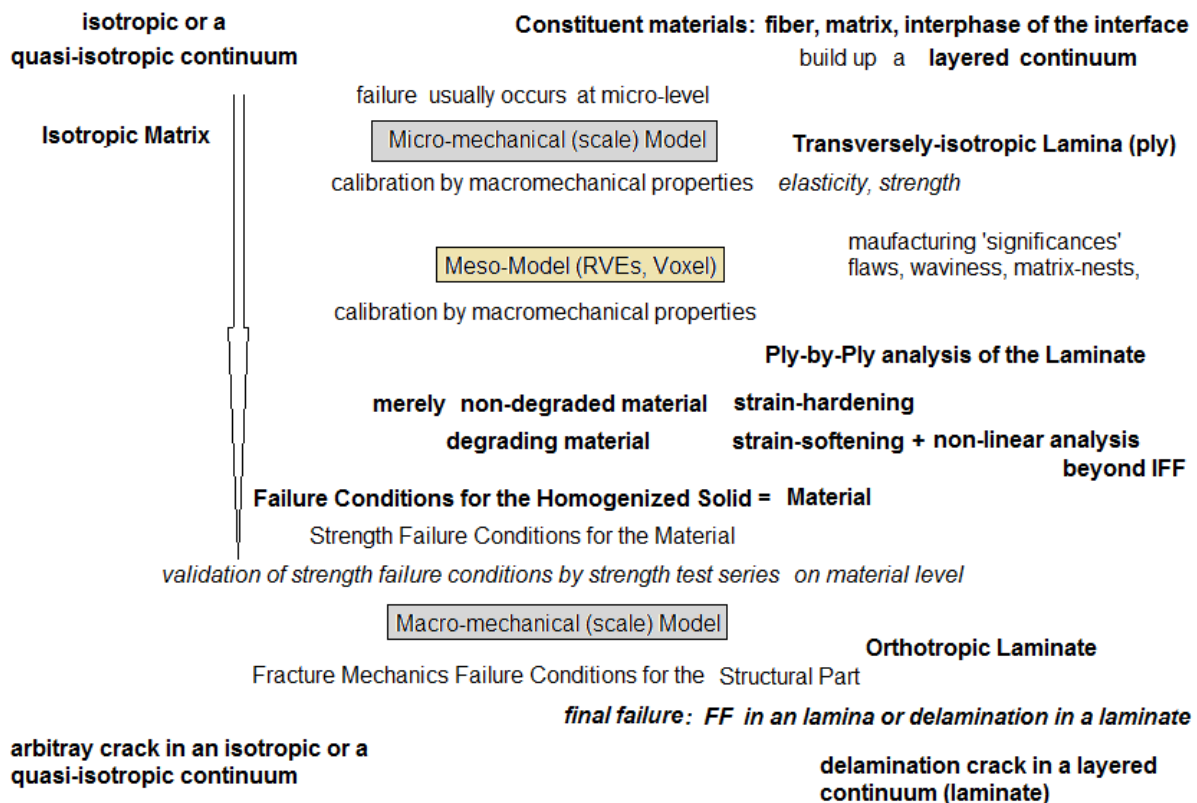 isotropic or a
quasi-isotropic continuum
Constituent materials: fiber, matrix, interphase of the interface
build up a layered continuum
failure usually occurs at micro-level
Isotropic Matrix
Micro-mechanical (scale) Model
Transversely-isotropic Lamina (ply)
calibration by macromechanical properties elasticity, strength
maufacturing 'significances'
flaws, waviness, matrix-nests,
Meso-Model (RVEs, Voxel)
calibration by macromechanical properties
Ply-by-Ply analysis of the Laminate
merely non-degraded material strain-hardening
degrading material strain-softening + non-linear analysis
beyond IFF
Failure Conditions for the Homogenized Solid = Material
Strength Failure Conditions for the Material
validation of strength failure conditions by strength test series on material level
Macro-mechanical (scale) Model
Orthotropic Laminate
Fracture Mechanics Failure Conditions for the Structural Part
final failure: FF in an lamina or delamination in a laminate
arbitray crack in an isotropic or a
quasi-isotropic continuum
delamination crack in a layered
continuum (laminate)